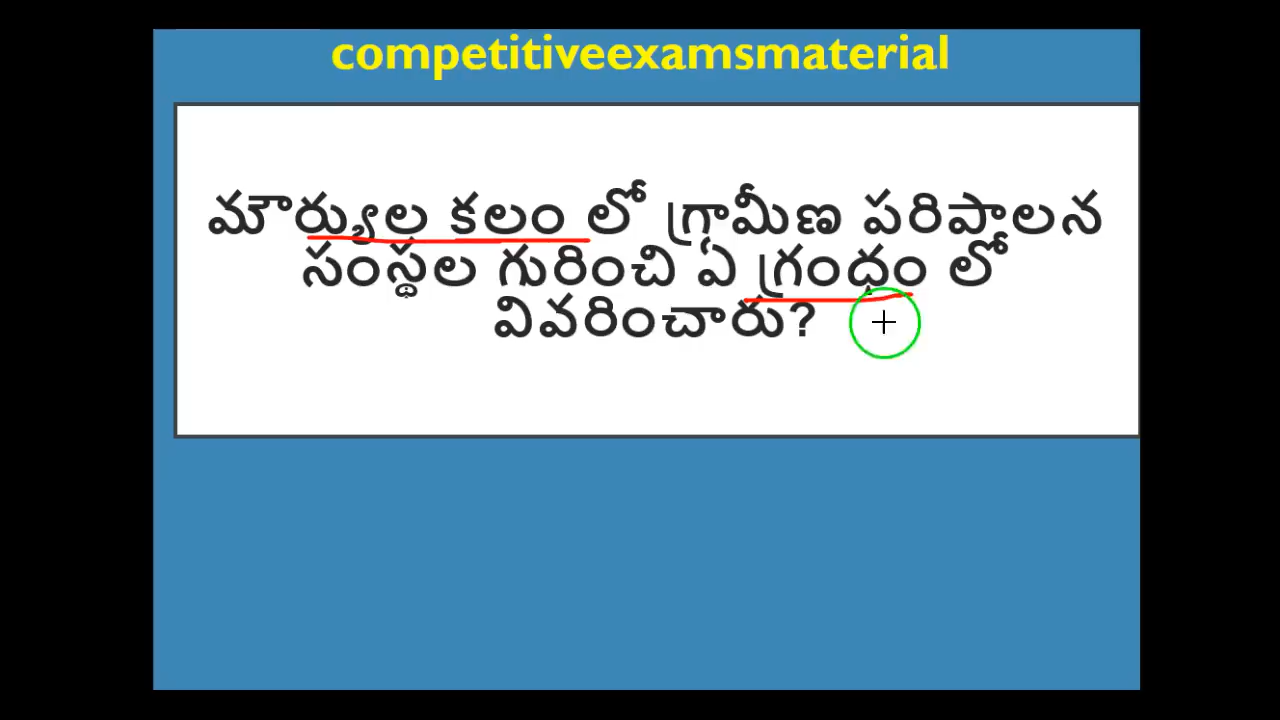 competitiveexamsmaterial
మౌర్యుల కలం లో గ్రామీణ పరిపాలన
సంస్థల గురించి ఏ గ్రంధం లో
వివరించారు?